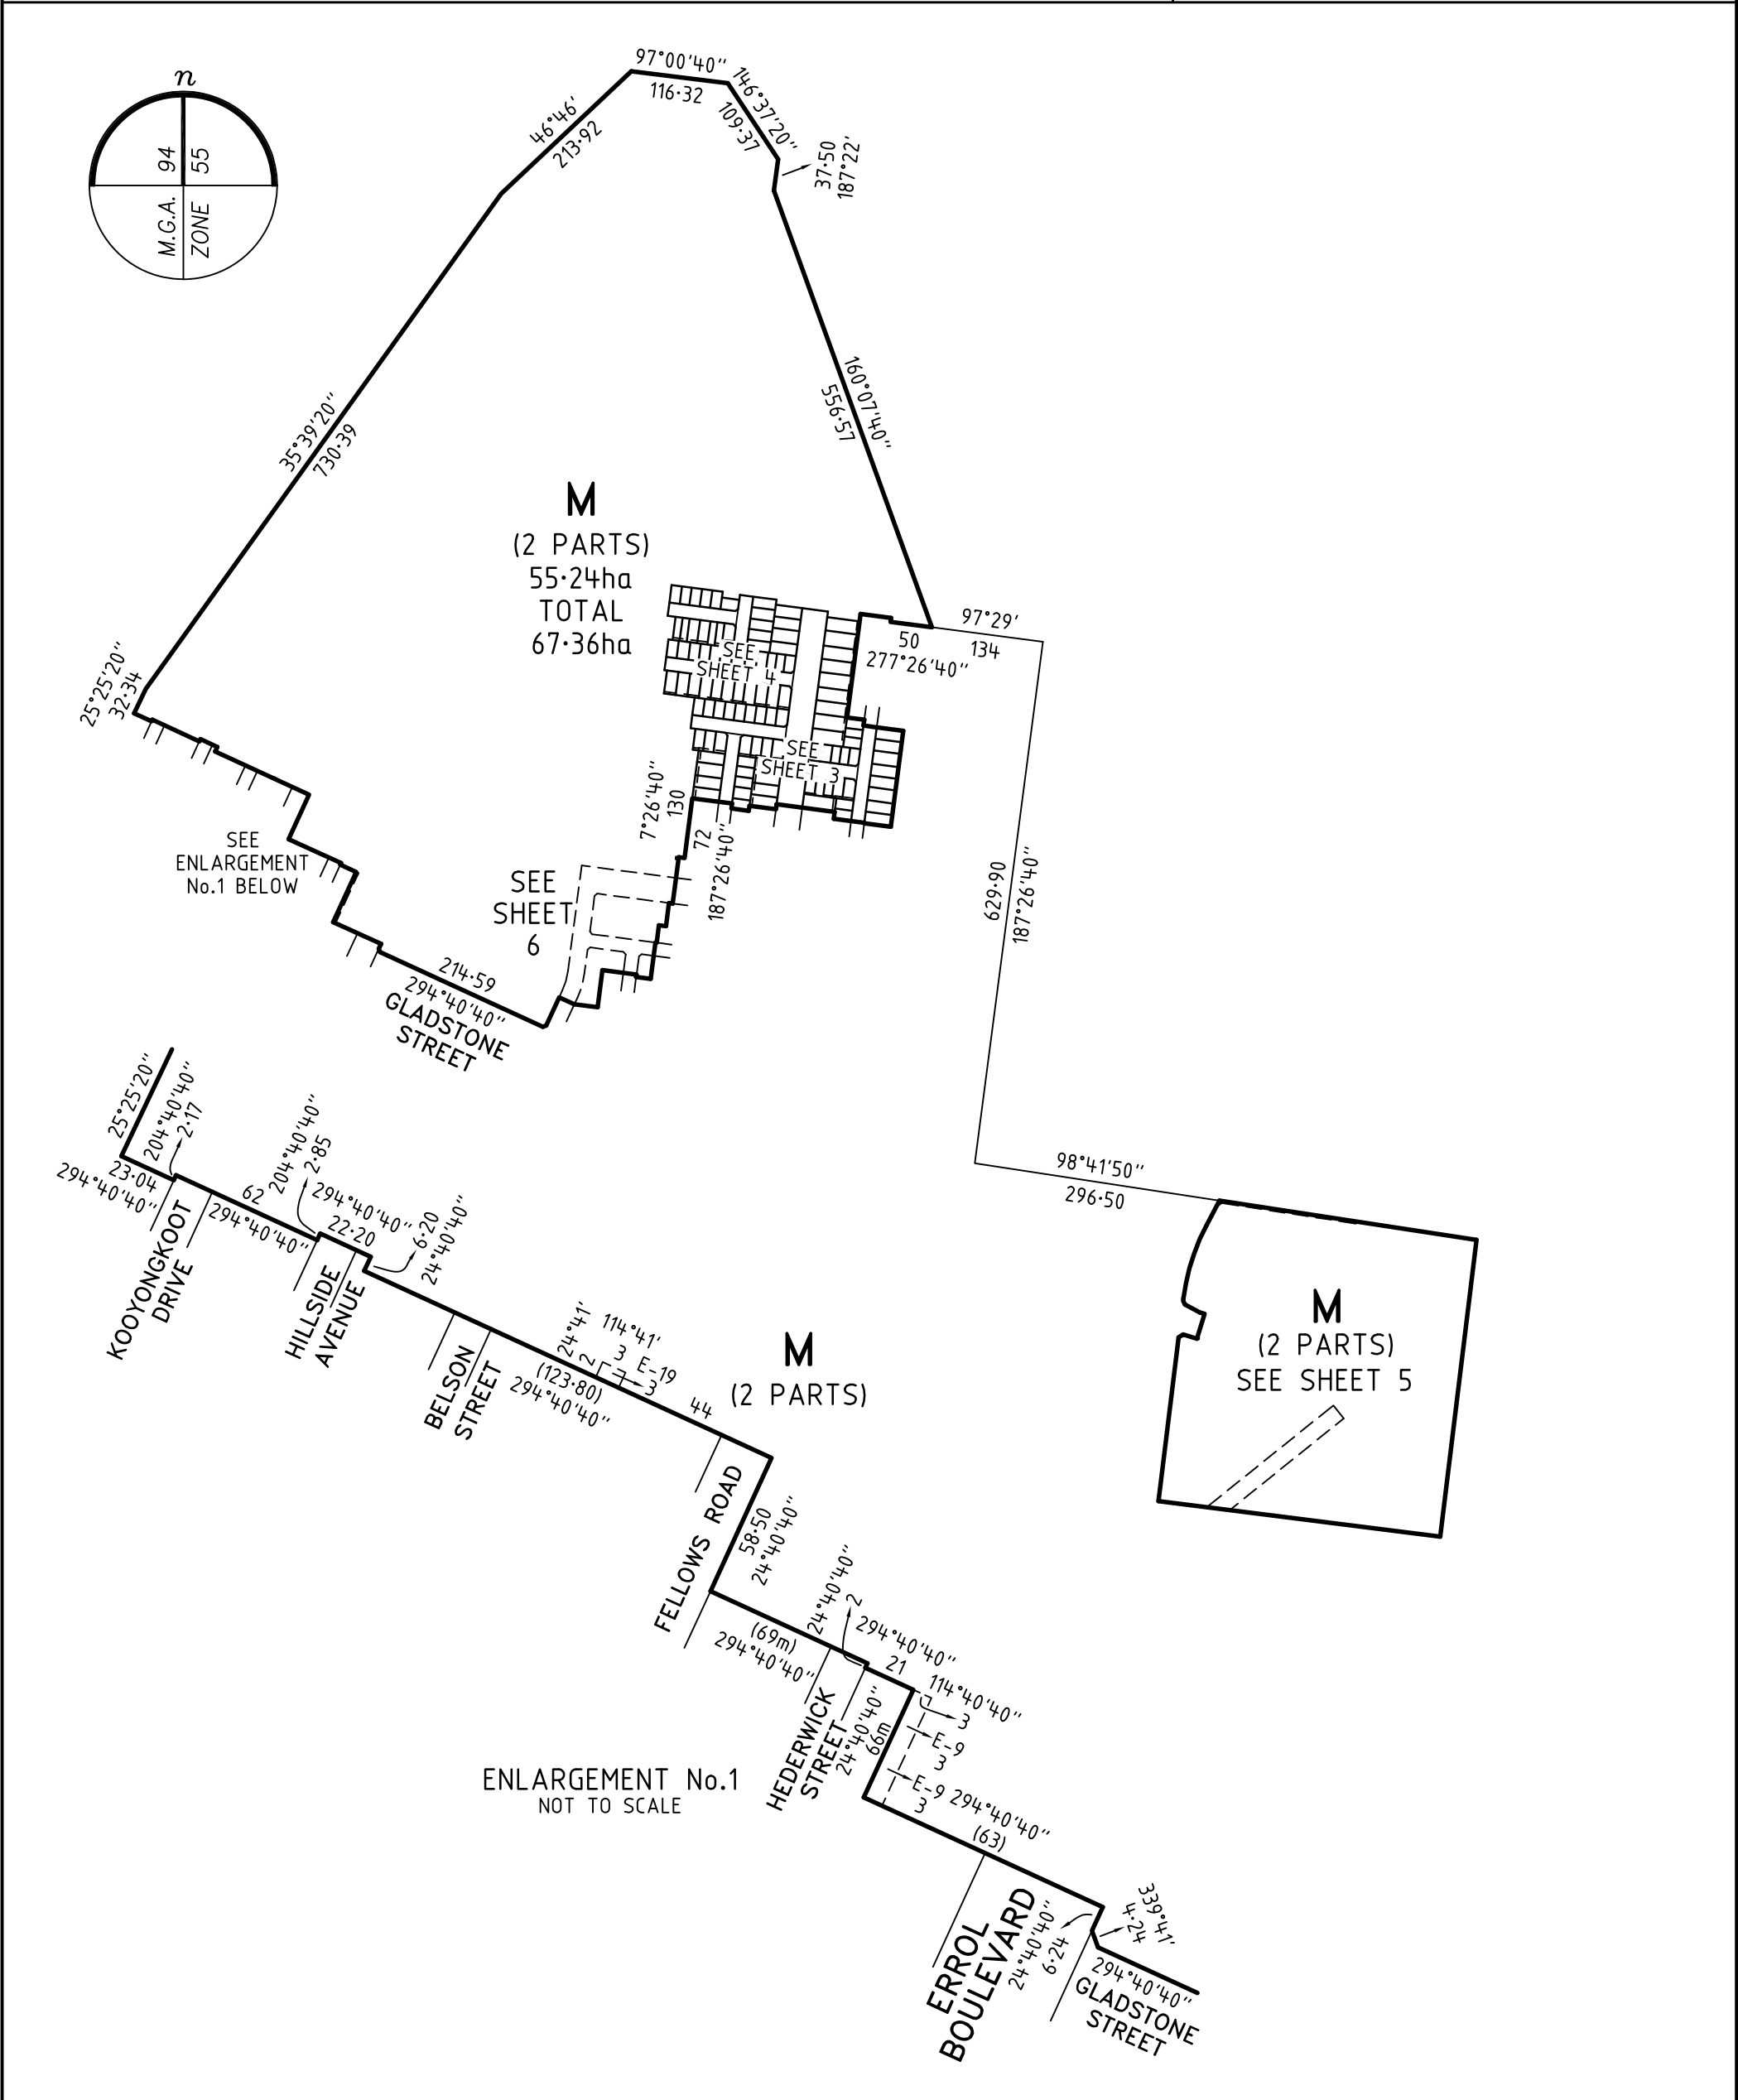 n
M.G.A. 94
ZONE 55
97°00'40"
116·32
146°37'20"
109·37
37·50
187°22'
46°46'
213·92
35°39'20"
730·39
160°07'40"
556·57
M
(2 PARTS)
55·24ha
TOTAL
67·36ha
25°25'20"
32·34
97°29'
134
50
277°26'40"
SEE
SHEET 4
SEE
SHEET 3
7°26'40"
130
72
187°26'40"
629·90
187°26'40"
SEE
ENLARGEMENT
No.1 BELOW
SEE
SHEET
6
214·59
294°40'40"
GLADSTONE
STREET
98°41'50"
296·50
M
(2 PARTS)
SEE SHEET 5
25°25'20"
204°40'40"
2·17
23·04
294°40'40"
KOOYONGKOOT
DRIVE
62
294°40'40"
204°40'40"
2·85
294°40'40"
22·20
HILLSIDE
AVENUE
6·20
24°40'40"
BELSON
STREET
24°41'
2
114°41'
3
E-19
3
(123·80)
294°40'40"
44
M
(2 PARTS)
FELLOWS ROAD
58·50
24°40'40"
(69m)
294°40'40"
24°40'40"
2
294°40'40"
21
HEDERWICK
STREET
24°40'40"
66m
114°40'40"
3
E-9
3
E-9
3
294°40'40"
(63)
ENLARGEMENT No.1
NOT TO SCALE
ERROL
BOULEVARD
24°40'40"
6·24
339°41'
4·24
294°40'40"
GLADSTONE
STREET